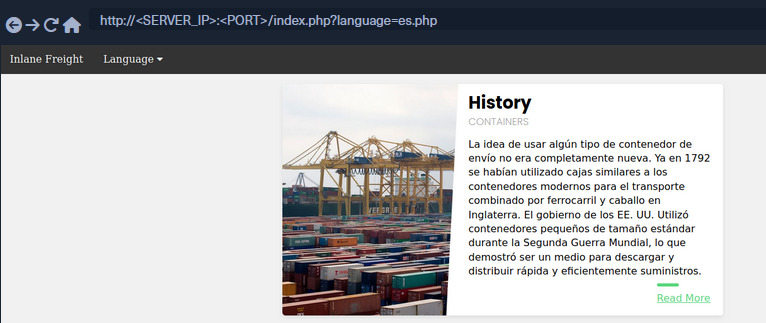 http://<SERVER_IP>:<PORT>/index.php?language=es.php
Inlane Freight Language
History
CONTAINERS
La idea de usar algún tipo de contenedor de
envío no era completamente nueva. Ya en 1792
se habían utilizado cajas similares a los
contenedores modernos para el transporte
combinado por ferrocarril y caballo en
Inglaterra. El gobierno de los EE. UU. Utilizó
contenedores pequeños de tamaño estándar
durante la Segunda Guerra Mundial, lo que
demostró ser un medio para descargar y
distribuir rápida y eficientemente suministros.
Read More